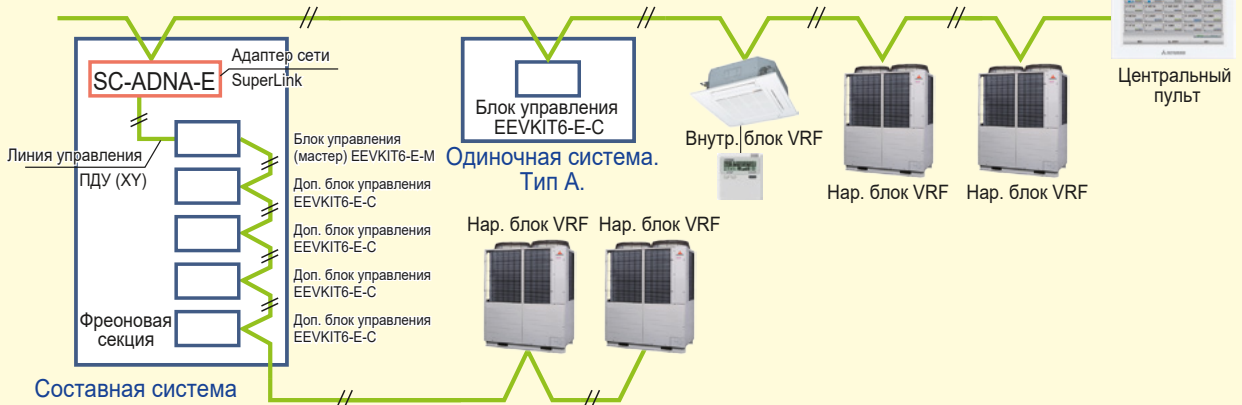 SC-ADNA-E
Адаптер сети
SuperLink
Линия управления
ПДУ (XY)
Блок управления
(мастер) EEVKIT6-E-M
Доп. блок управления
EEVKIT6-E-C
Доп. блок управления
EEVKIT6-E-C
Доп. блок управления
EEVKIT6-E-C
Доп. блок управления
EEVKIT6-E-C
Фреоновая
секция
Составная система
Блок управления
EEVKIT6-E-C
Одиночная система.
Тип А.
Внутр. блок VRF
Нар. блок VRF
Нар. блок VRF
Нар. блок VRF
Нар. блок VRF
Центральный
пульт